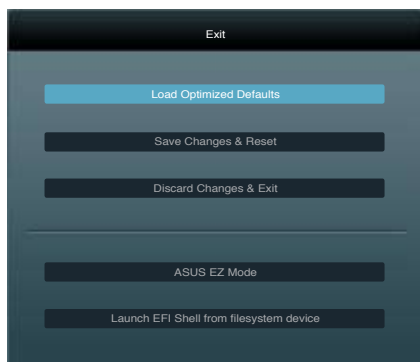 Exit
Load Optimized Defaults
Save Changes & Reset
Discard Changes & Exit
ASUS EZ Mode
Launch EFI Shell from filesystem device